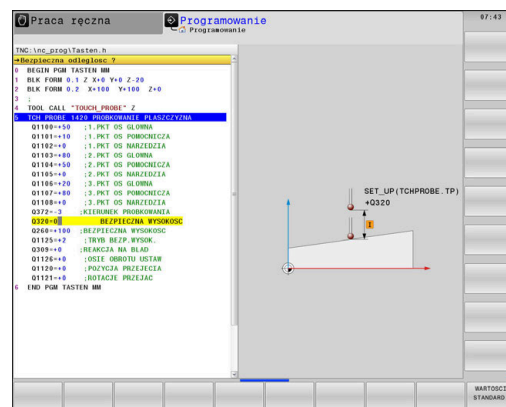 Praca ręczna
Programowanie
Programowanie
07:43
TNC:\nc_prog\Tasten.h
→Bezpieczna odleglosc ?
0 BEGIN PGM TASTEN MM
1 BLK FORM 0.1 Z X+0 Y+0 Z-20
2 BLK FORM 0.2 X+100 Y+100 Z+0
3 ;
4 TOOL CALL "TOUCH_PROBE" Z
5 TCH PROBE 1420 PROBKOWANIE PLASZCZYZNA
Q1100=+50 ;1.PKT OS GLOWNA
Q1101=+10 ;1.PKT OS POMOCNICZA
Q1102=+0 ;1.PKT OS NARZEDZIA
Q1103=+80 ;2.PKT OS GLOWNA
Q1104=+50 ;2.PKT OS POMOCNICZA
Q1105=+0 ;2.PKT OS NARZEDZIA
Q1106=+20 ;3.PKT OS GLOWNA
Q1107=+80 ;3.PKT OS POMOCNICZA
Q1108=+0 ;3.PKT OS NARZEDZIA
Q372=-3 ;KIERUNEK PROBKOWANIA
Q320=0 BEZPIECZNA WYSOKOSC
Q260=+100 ;BEZPIECZNA WYSOKOSC
Q1125=+2 ;TRYB BEZP.WYSOK.
Q309=+0 ;REAKCJA NA BLAD
Q1126=+0 ;OSIE OBROTU USTAW
Q1120=+0 ;POZYCJA PRZEJECIA
Q1121=+0 ;ROTACJE PRZEJAC
6 END PGM TASTEN MM
SET_UP(TCHPROBE.TP)
+Q320
I
WARTOSCI
STANDARD